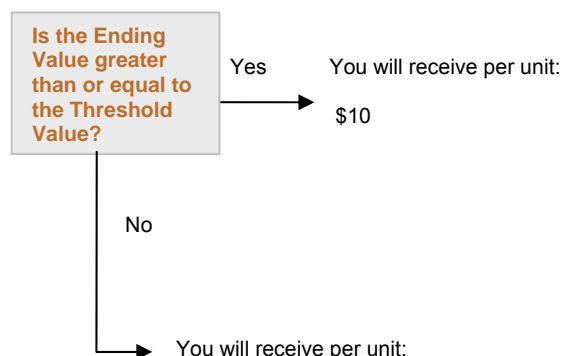 Is the Ending
Value greater
than or equal to
the Threshold
Value?
Yes
You will receive per unit:
$10
No
You will receive per unit: